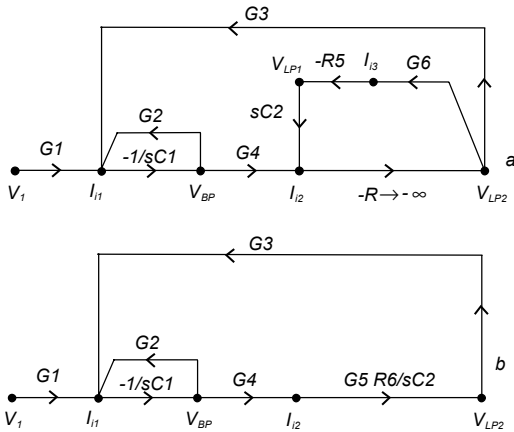 G3
V_LP1 -R5 I_i3 G6
sC2
G2
G1 -1/sC1 G4 a
V_1 I_i1 V_BP I_i2 -R→ - ∞ V_LP2
G3
G2 b
G1 -1/sC1 G4 G5 R6/sC2
V_1 I_i1 V_BP I_i2 V_LP2